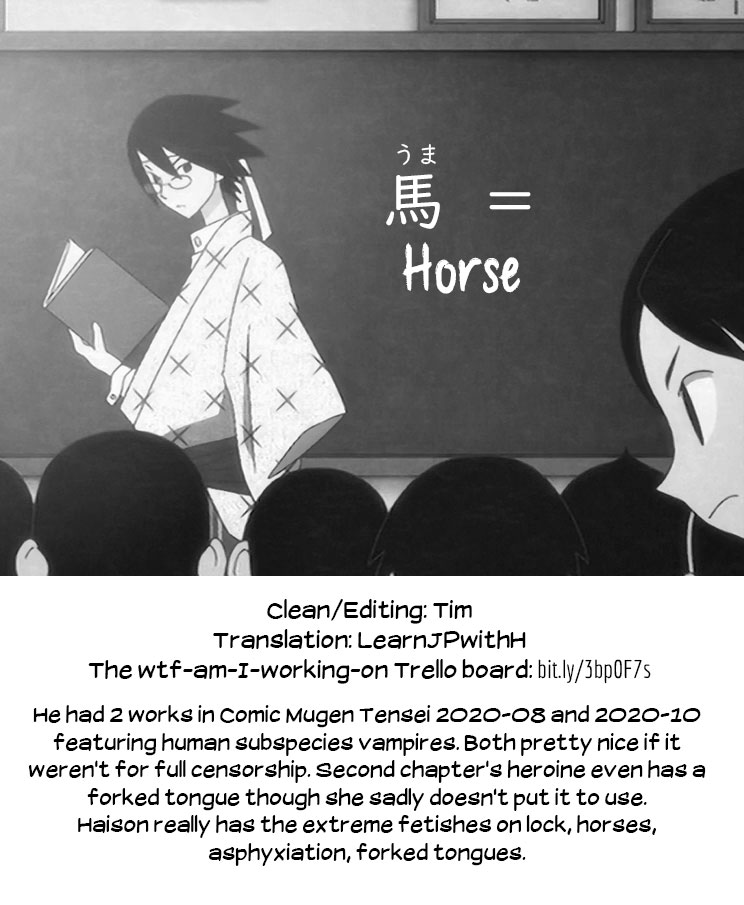 うま
馬 =
Horse
Clean/Editing: Tim
Translation: LearnJPwithH
The wtf-am-I-working-on Trello board: bit.ly/3bp0F7s
He had 2 works in Comic Mugen Tensei 2020-08 and 2020-10
featuring human subspecies vampires. Both pretty nice if it
weren't for full censorship. Second chapter's heroine even has a
forked tongue though she sadly doesn't put it to use.
Haison really has the extreme fetishes on lock, horses,
asphyxiation, forked tongues.